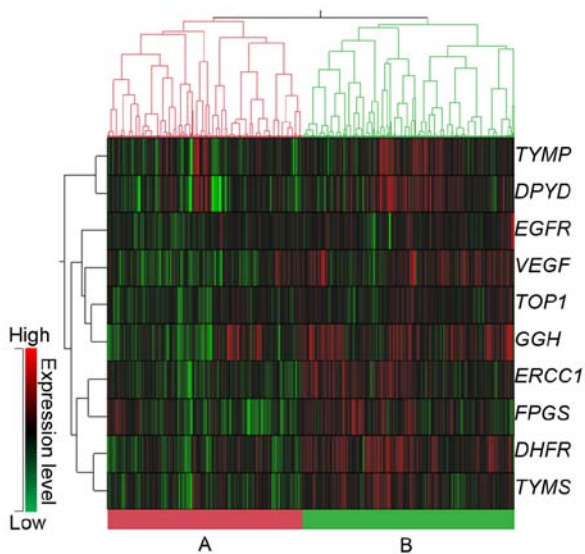 TYMP
DPYD
EGFR
VEGF
TOP1
GGH
ERCC1
FPGS
DHFR
TYMS
High
Expression level
Low
A
B